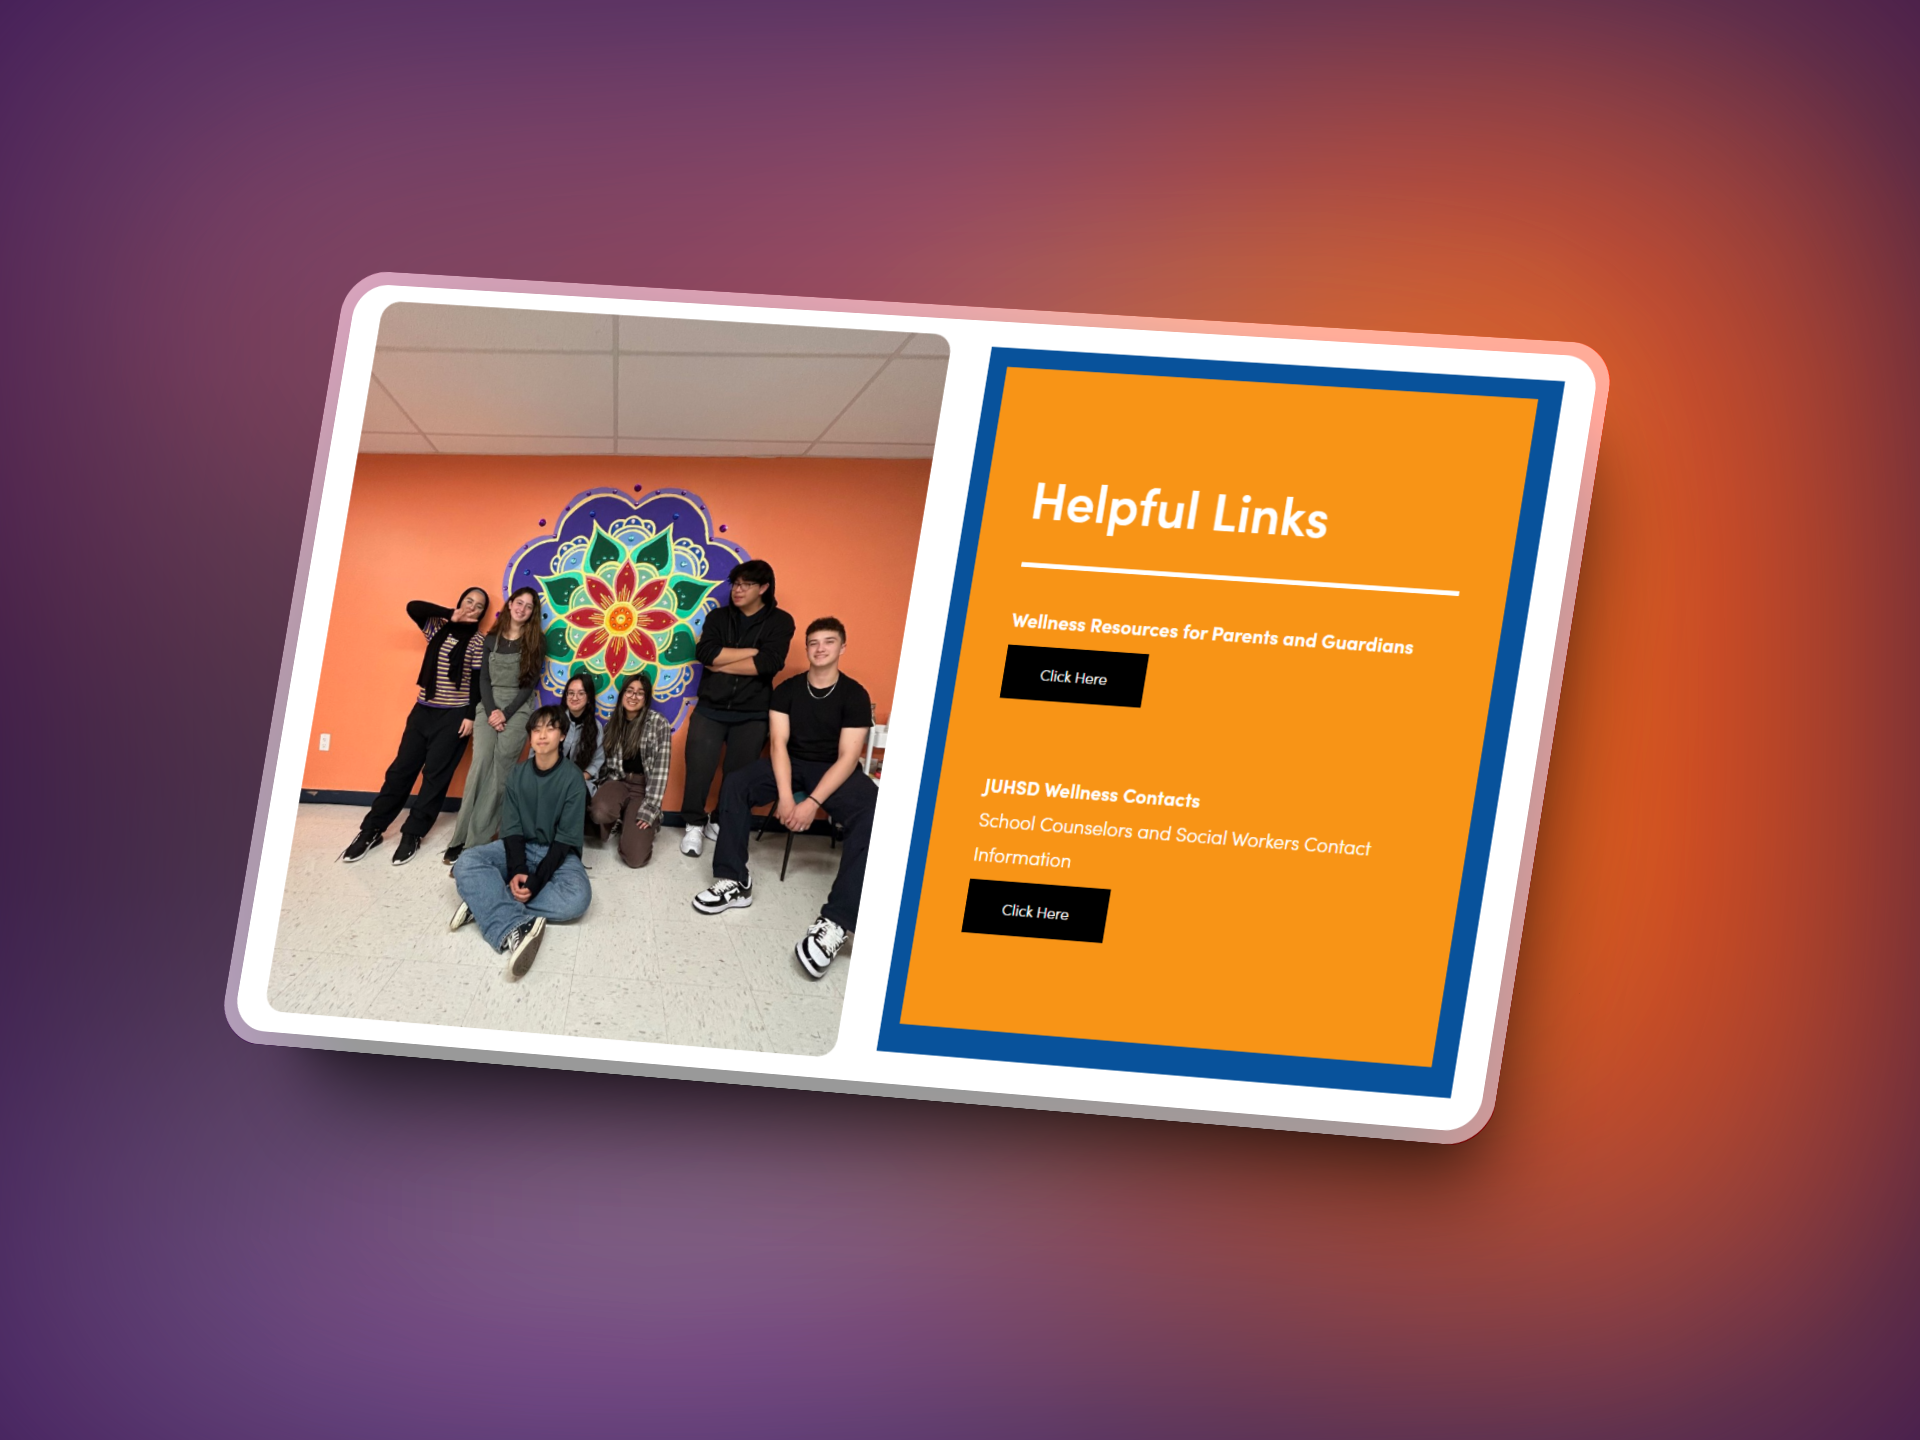 Helpful Links
Wellness Resources for Parents and Guardians
Click Here
JUHSD Wellness Contacts
School Counselors and Social Workers Contact
Information
Click Here